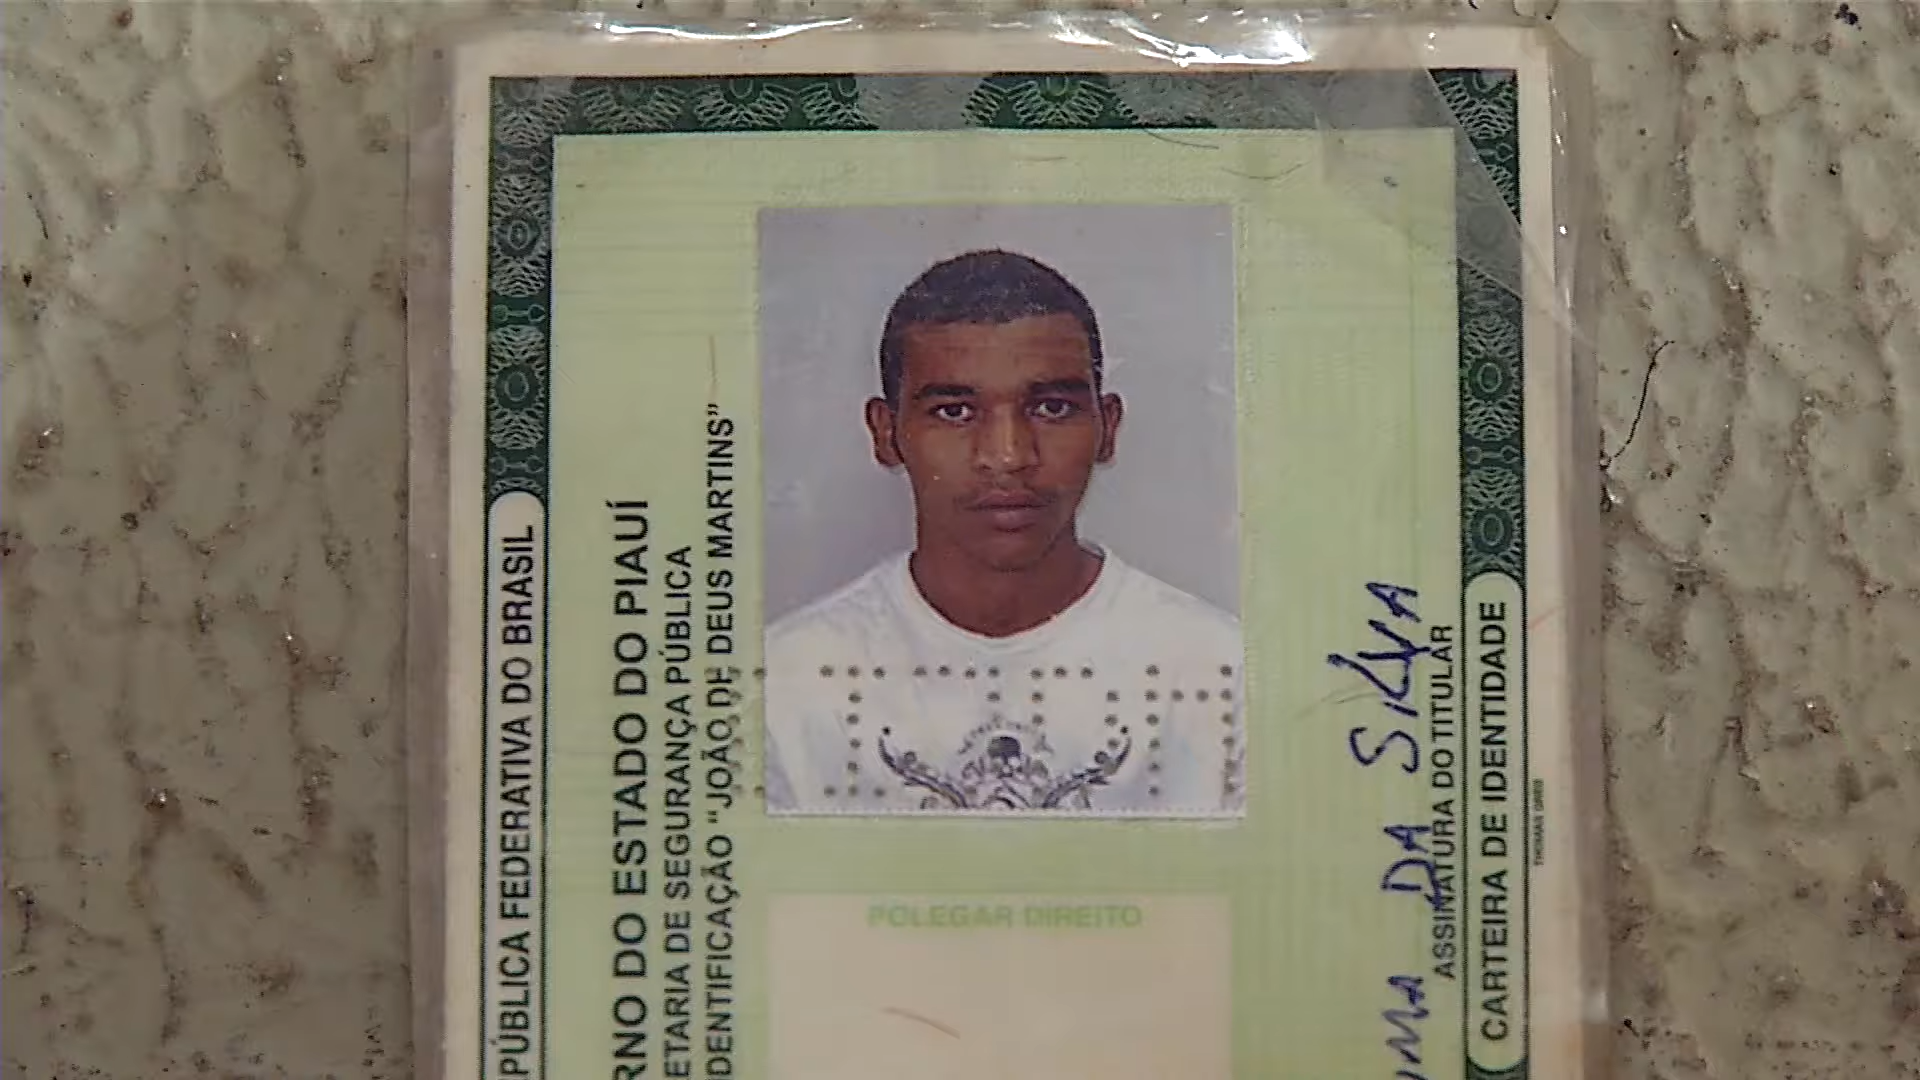 PÚBLICA FEDERATIVA DO BRASIL
RNO DO ESTADO DO PIAUÍ
ETARIA DE SEGURANÇA PÚBLICA
IDENTIFICAÇÃO "JOÃO DE DEUS MARTINS"
POLEGAR DIREITO
DA SILVA
ASSINATURA DO TITULAR
CARTEIRA DE IDENTIDADE